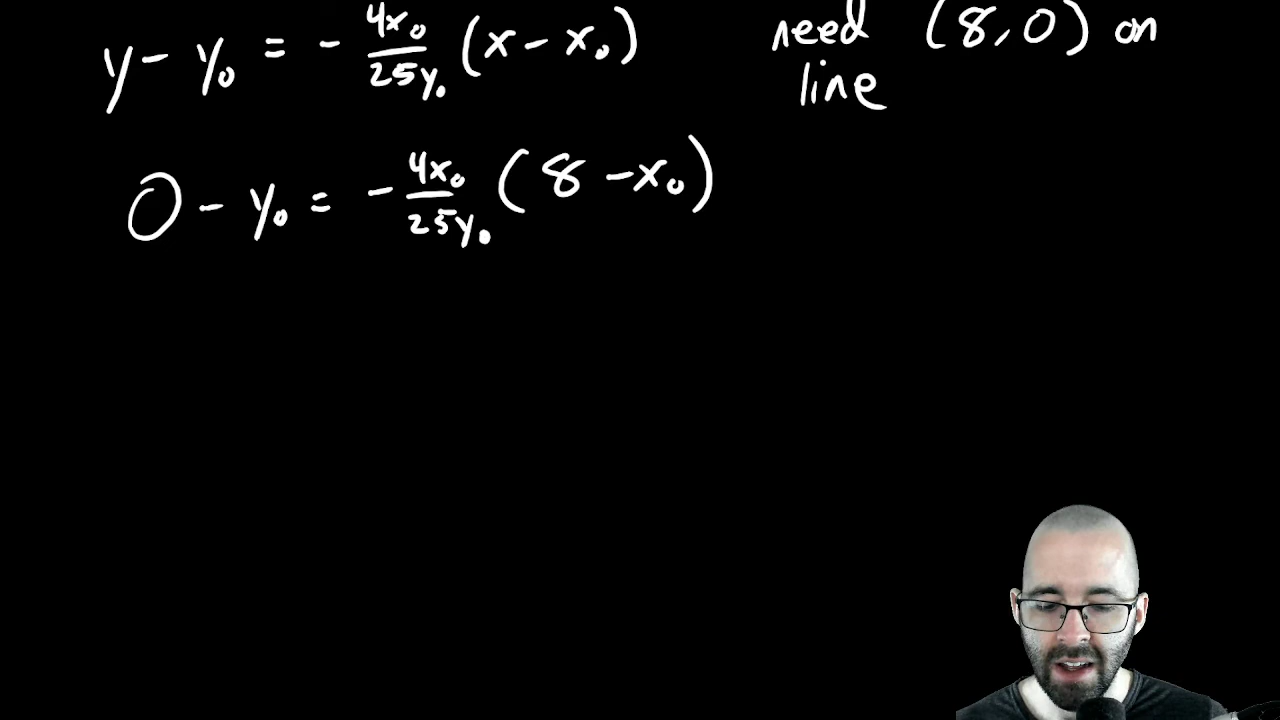 y - y₀ = - 4x₀/25y₀ (x - x₀)
need (8, 0) on
line
0 - y₀ = - 4x₀/25y₀ (8 - x₀)